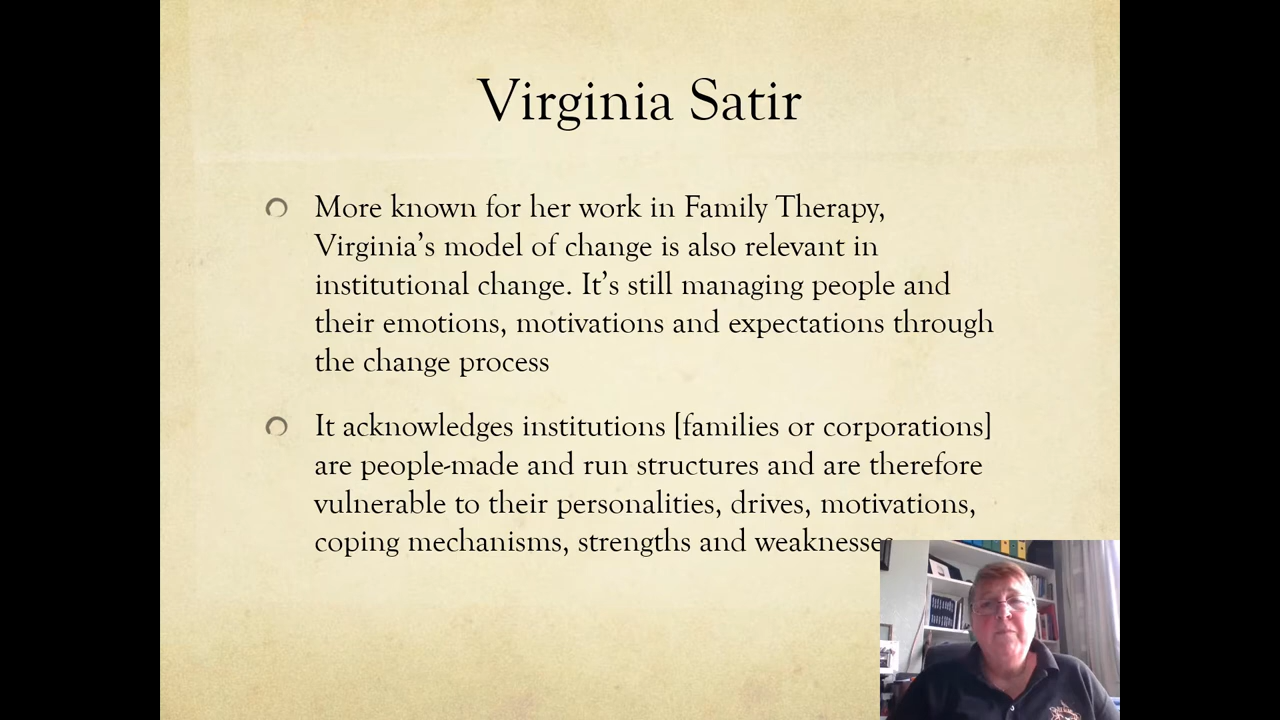 Virginia Satir
More known for her work in Family Therapy,
Virginia's model of change is also relevant in
institutional change. It's still managing people and
their emotions, motivations and expectations through
the change process
It acknowledges institutions [families or corporations]
are people-made and run structures and are therefore
vulnerable to their personalities, drives, motivations,
coping mechanisms, strengths and weaknesses